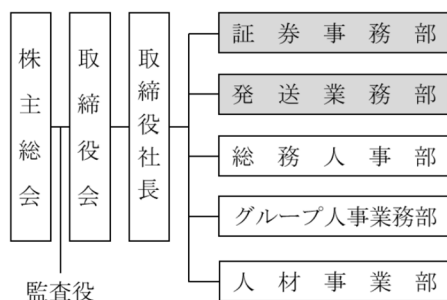 株主総会
取締役会
取締役社長
証券事務部
発送業務部
総務人事部
グループ人事業務部
人材事業部
監査役